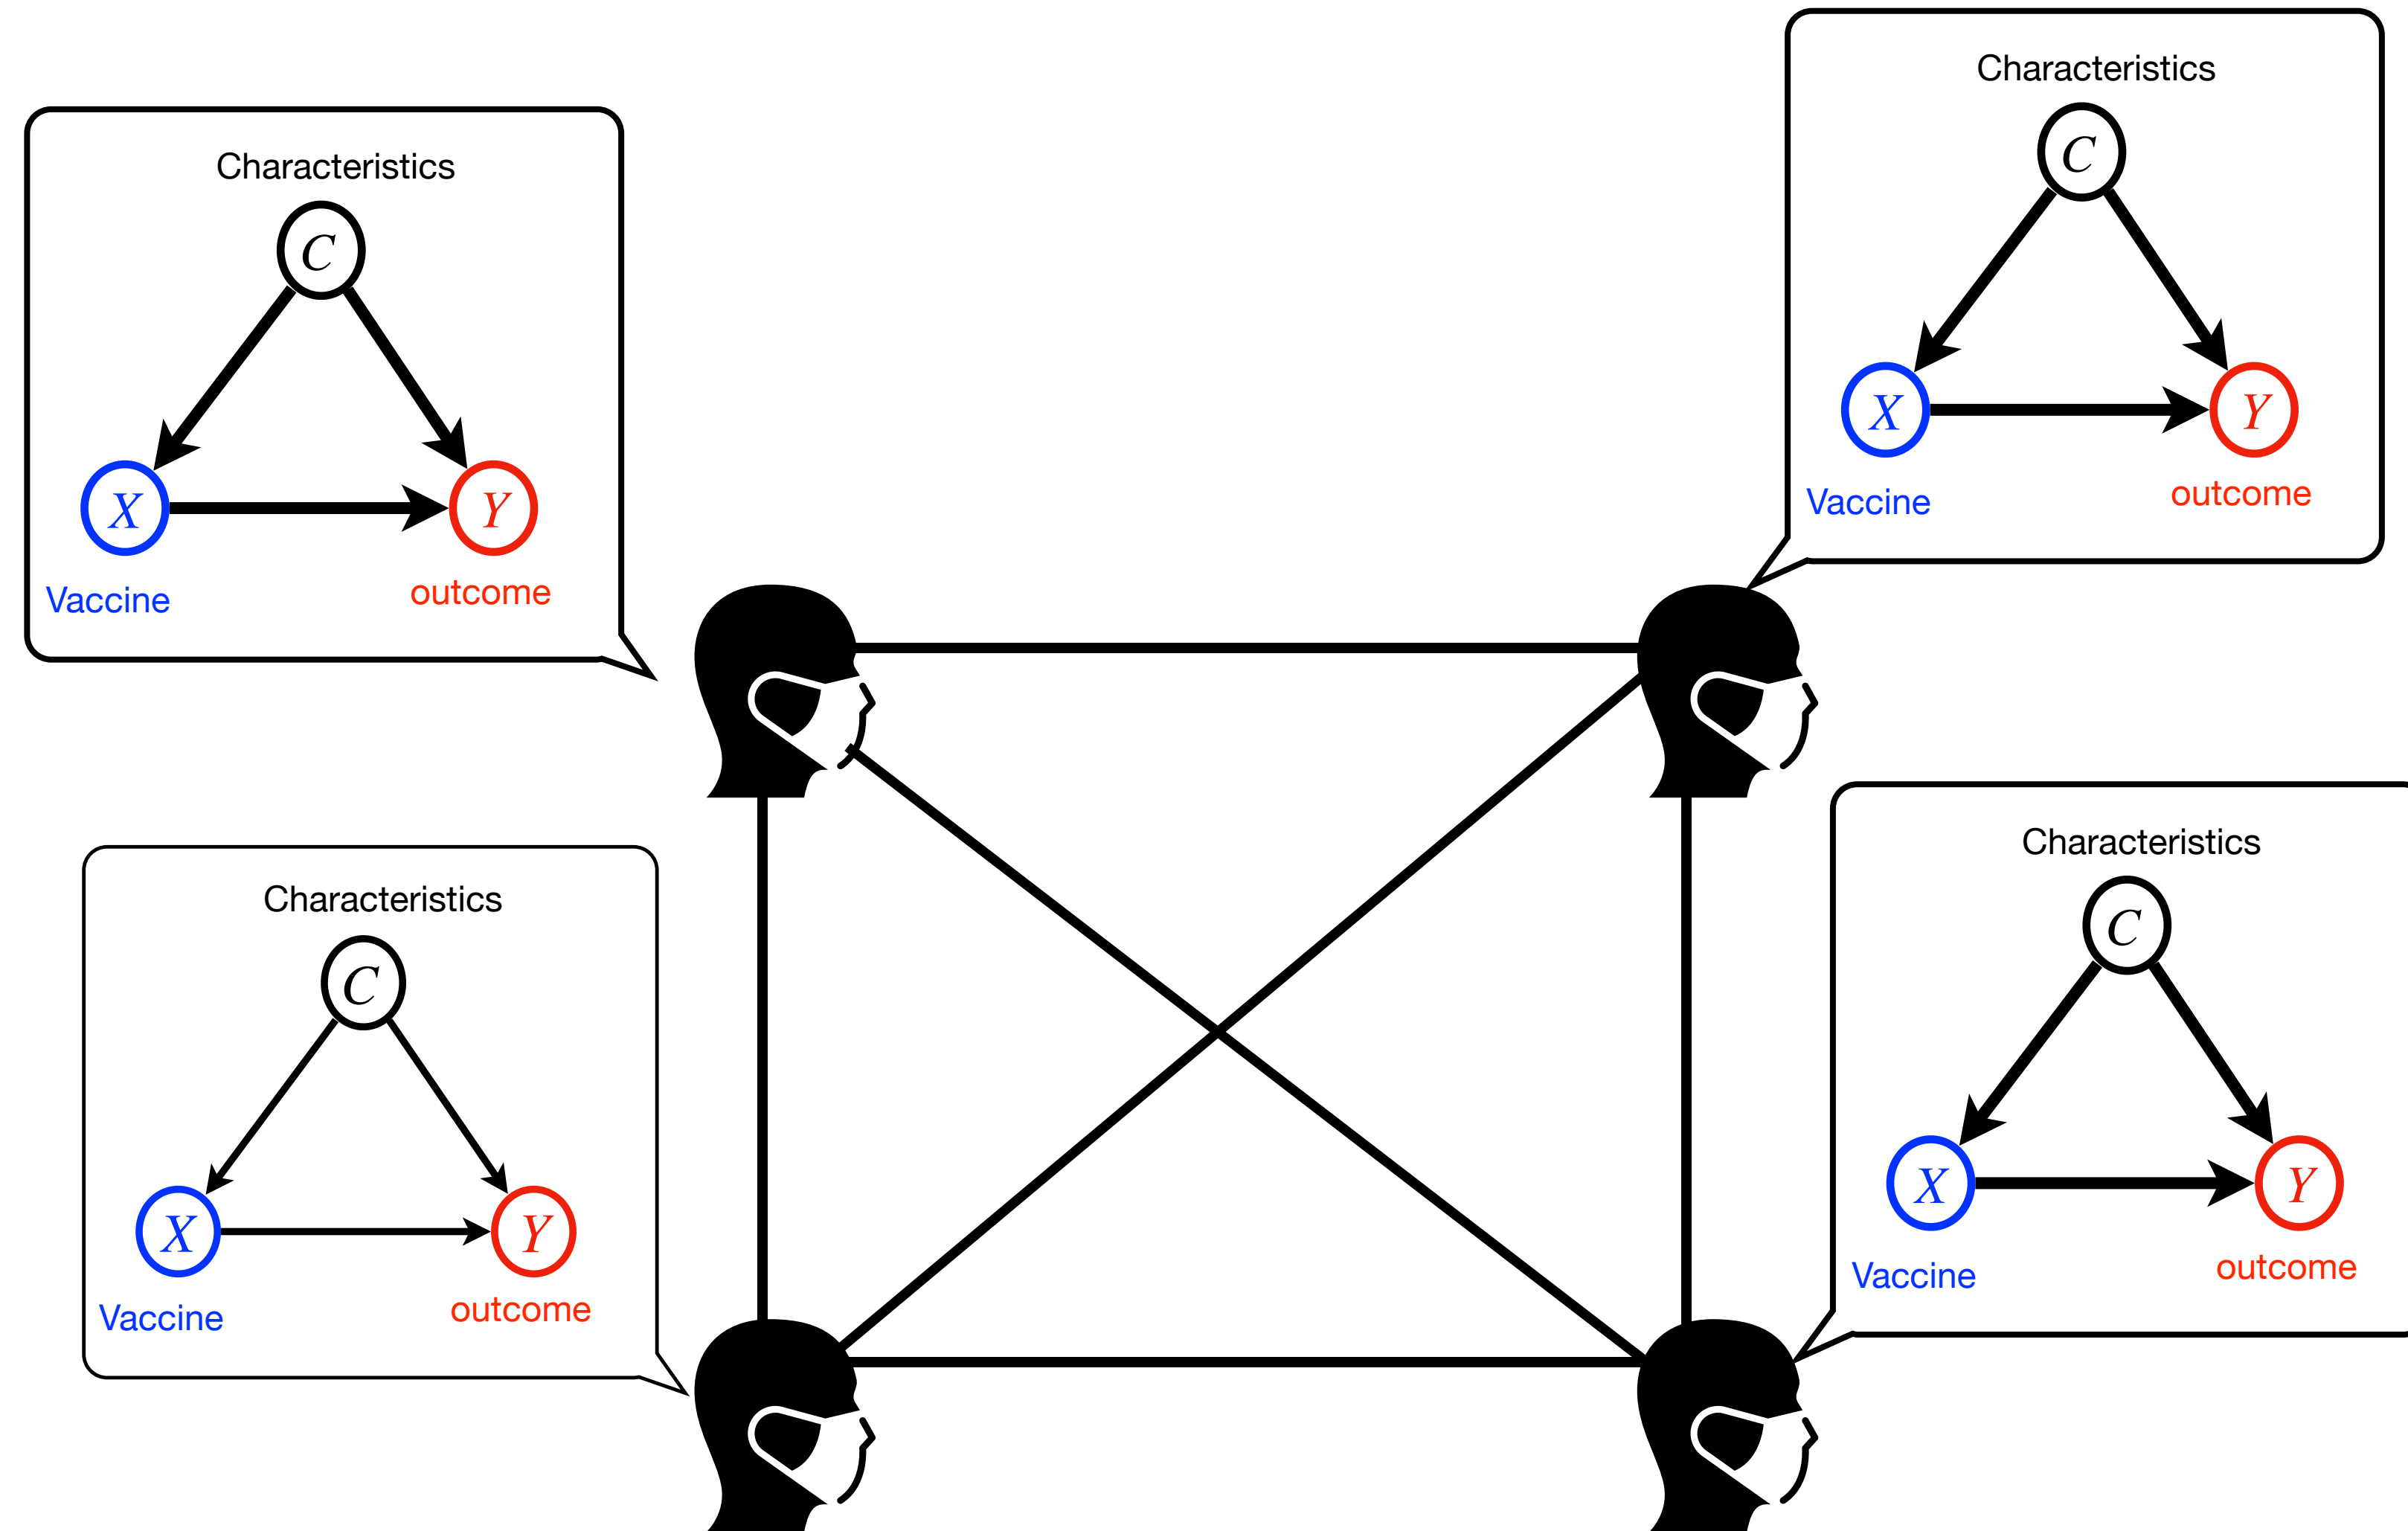 Characteristics
C
X
Y
Vaccine
outcome
Characteristics
C
X
Y
Vaccine
outcome
Characteristics
C
X
Y
Vaccine
outcome
Characteristics
C
X
Y
Vaccine
outcome